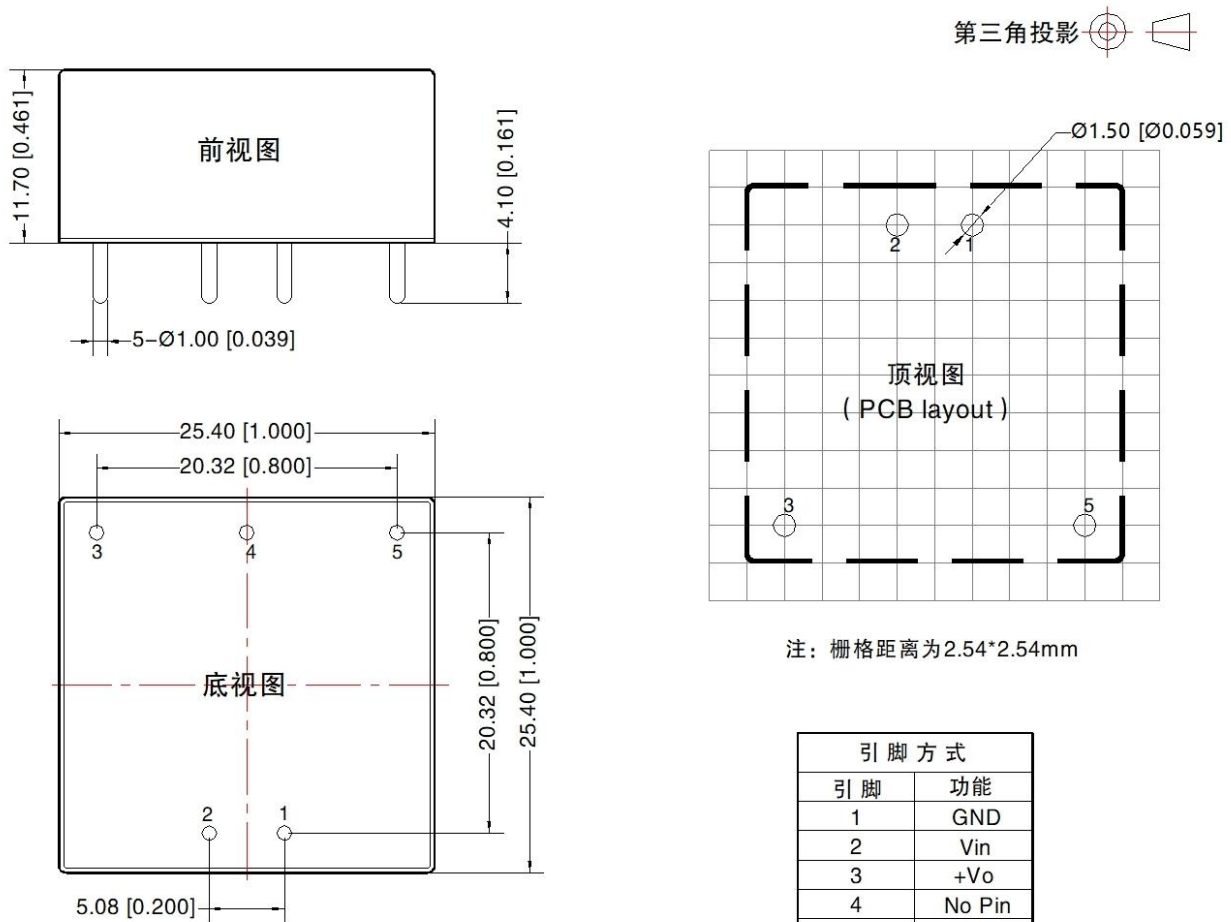 第三角投影
11.70 [0.461]
前视图
4.10 [0.161]
5-Ø1.00 [0.039]
Ø1.50 [Ø0.059]
2
1
顶视图
( PCB layout )
3
5
注: 栅格距离为2.54*2.54mm
25.40 [1.000]
20.32 [0.800]
3
4
5
底视图
20.32 [0.800]
25.40 [1.000]
2
1
5.08 [0.200]
引脚方式
引脚 功能
1 GND
2 Vin
3 +Vo
4 No Pin